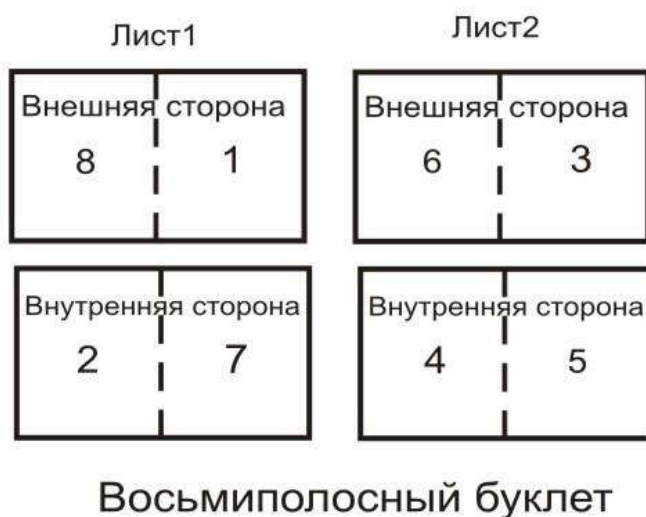 Лист1
Лист2
Внешняя сторона
8 1
Внешняя сторона
6 3
Внутренняя сторона
2 7
Внутренняя сторона
4 5
Восьмиполосный буклет